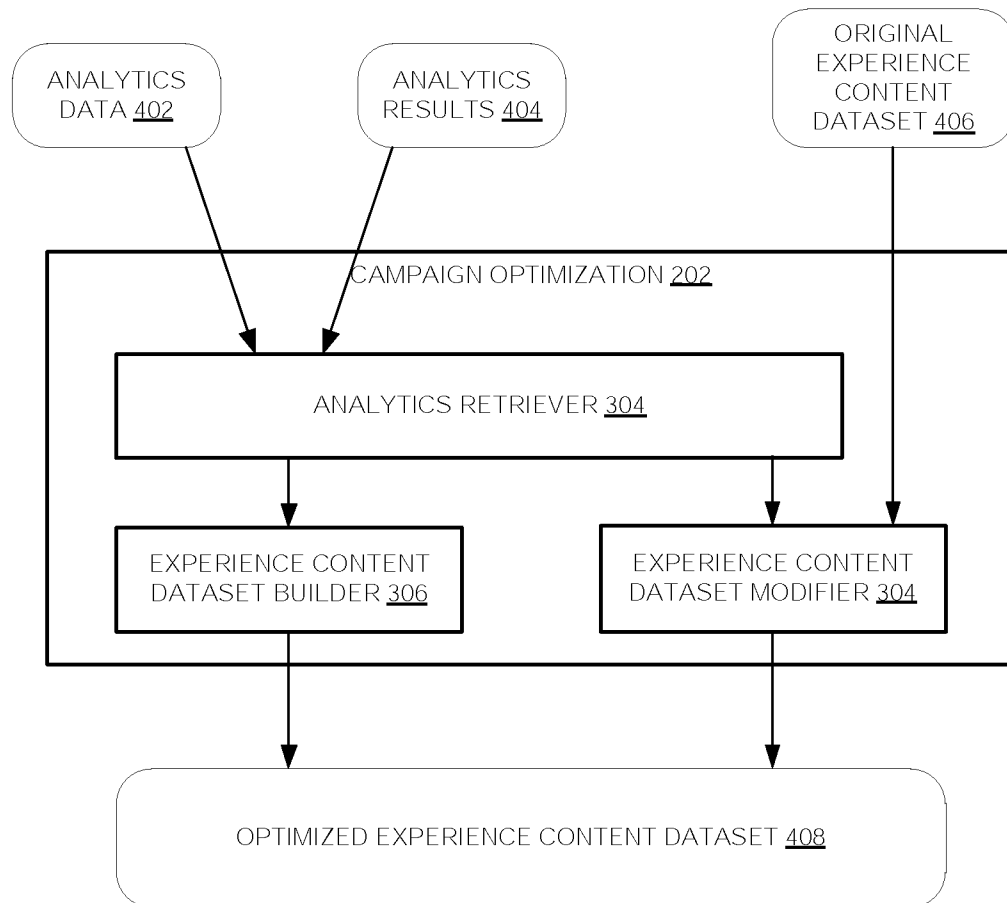 ANALYTICS
DATA 402
ANALYTICS
RESULTS 404
ORIGINAL
EXPERIENCE
CONTENT
DATASET 406
CAMPAIGN OPTIMIZATION 202
ANALYTICS RETRIEVER 304
EXPERIENCE CONTENT
DATASET BUILDER 306
EXPERIENCE CONTENT
DATASET MODIFIER 304
OPTIMIZED EXPERIENCE CONTENT DATASET 408